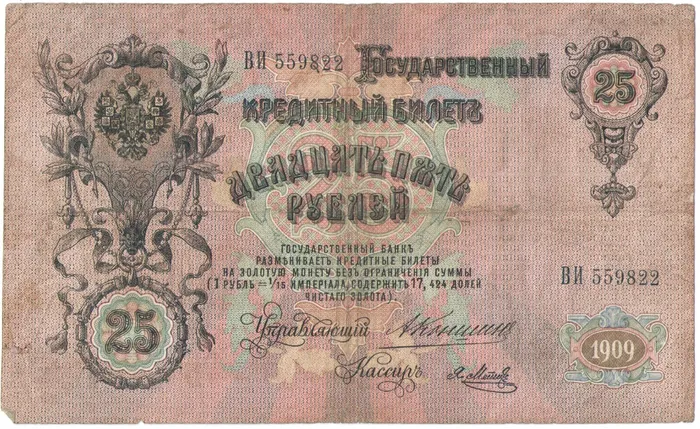 ВИ 559822 Государственный
25
Кредитный Билетъ
Двадцать пять
рублей
Государственный банкъ
размѣниваетъ кредитные билеты
на золотую монету безъ ограниченія суммы
(1 рубль = 1/15 имперіала, содержитъ 17, 424 долей
чистаго золота).
ВИ 559822
25
Управляющий
Кассиръ
1909